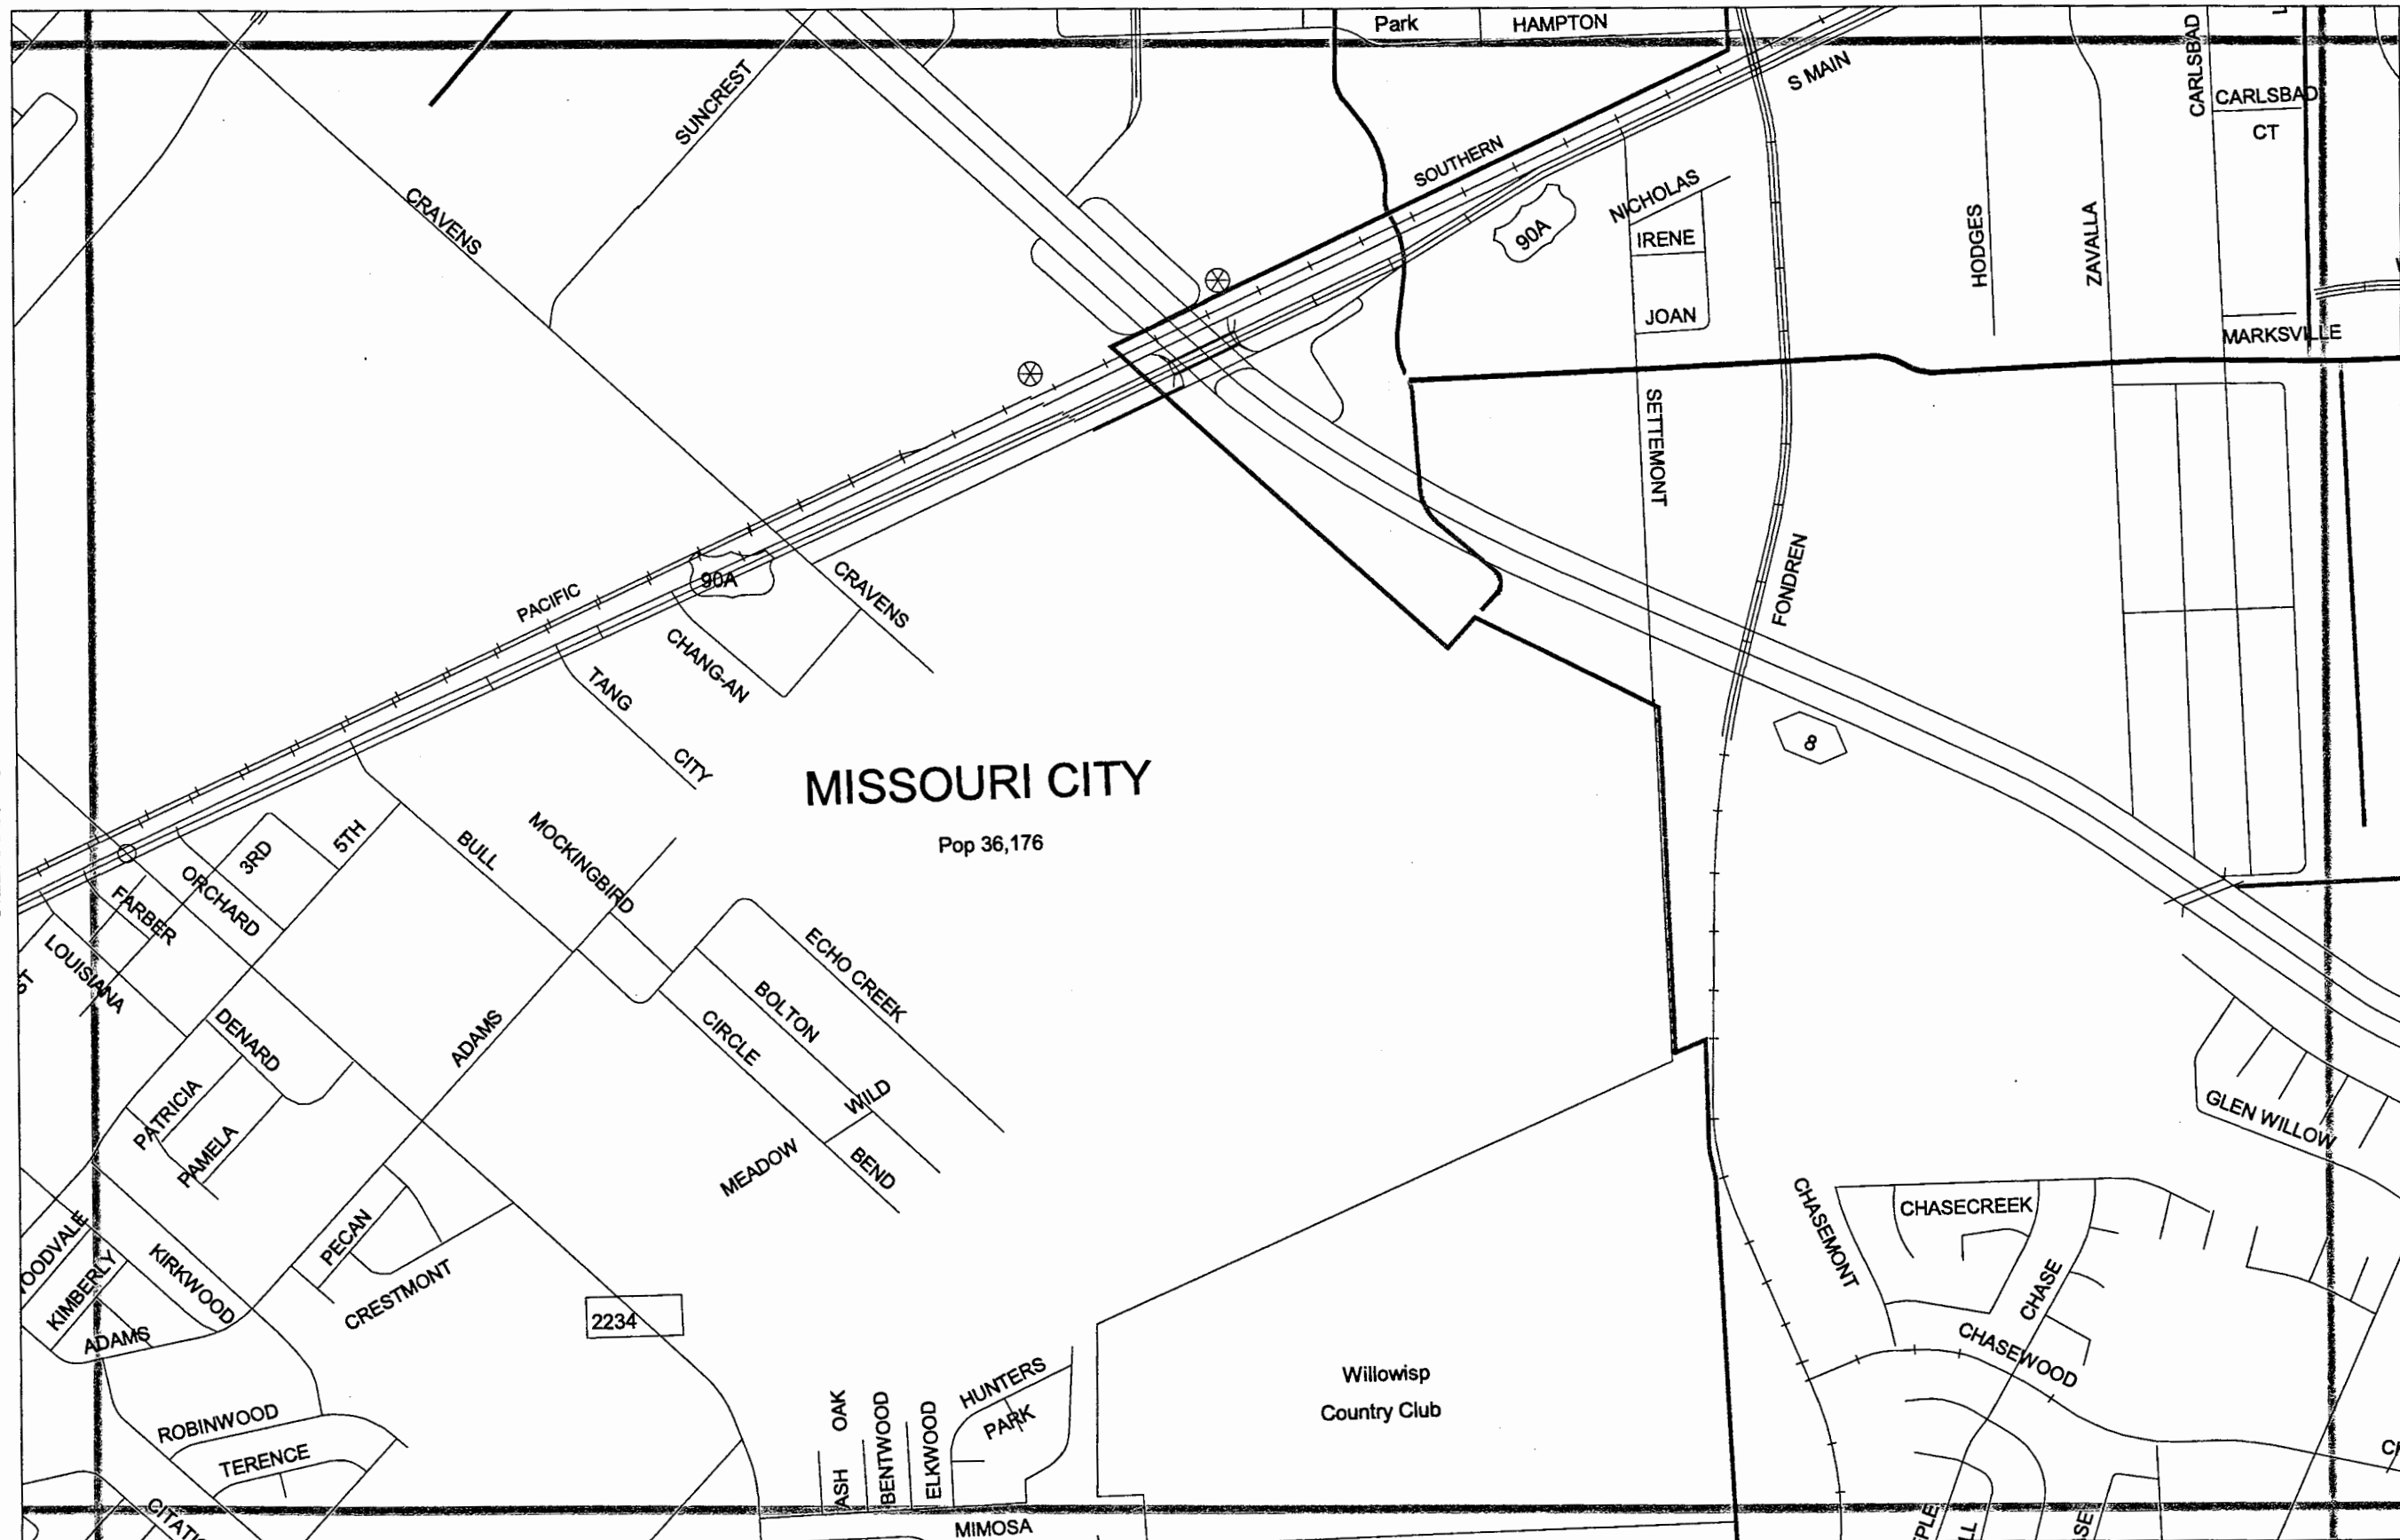 Park
HAMPTON
S MAIN
CARLSBAD
CARLSBAD
CT
SUNCREST
SOUTHERN
NICHOLAS
CRAVENS
90A
IRENE
HODGES
ZAVALLA
JOAN
MARKSVILLE
SETTEMONT
FONDREN
90A
CRAVENS
PACIFIC
CHANG-AN
TANG
CITY
8
MISSOURI CITY
Pop 36,176
3RD
5TH
BULL
MOCKINGBIRD
ORCHARD
FARBER
LOUISIANA
ST
ECHO CREEK
BOLTON
CIRCLE
ADAMS
DENARD
WILD
PATRICIA
PAMELA
MEADOW
BEND
GLEN WILLOW
CHASEMONT
CHASECREEK
PECAN
KIRKWOOD
KIMBERLY
CRESTMONT
CHASE
2234
ADAMS
CHASEWOOD
HUNTERS
PARK
Willowisp
Country Club
ASH OAK
BENTWOOD
ELKWOOD
ROBINWOOD
TERENCE
MIMOSA